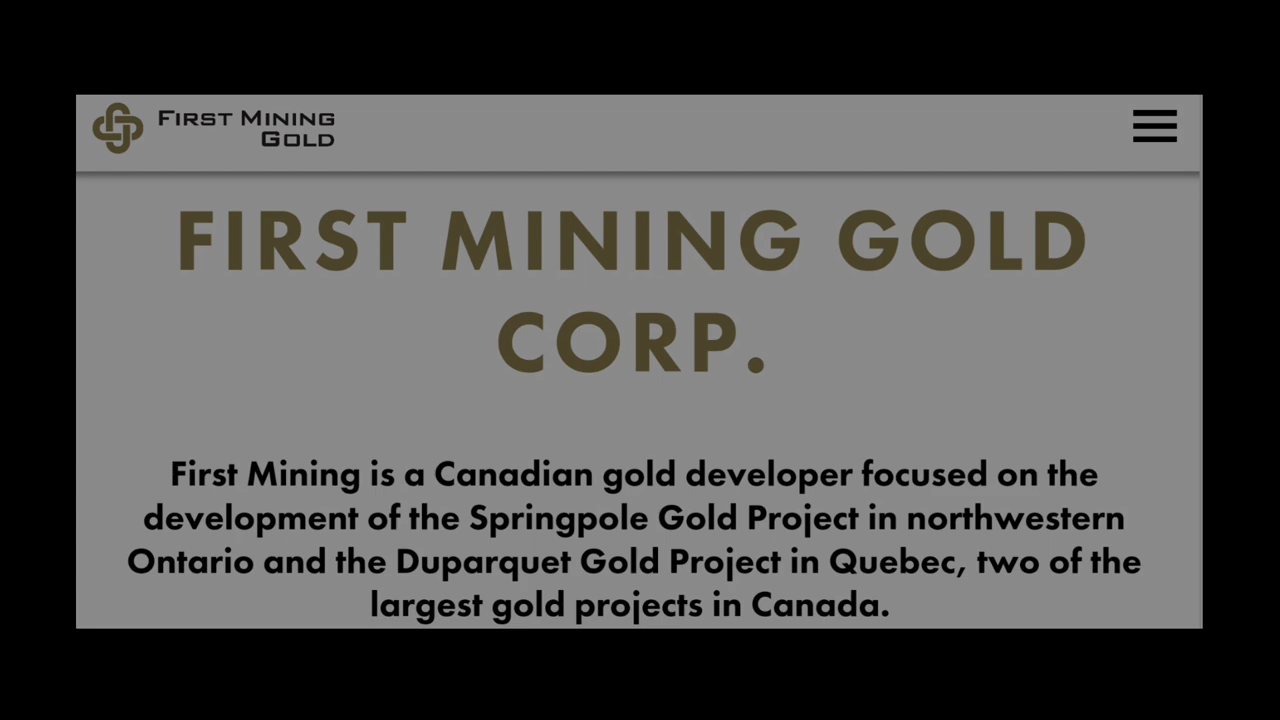 First Mining
Gold
FIRST MINING GOLD
CORP.
First Mining is a Canadian gold developer focused on the
development of the Springpole Gold Project in northwestern
Ontario and the Duparquet Gold Project in Quebec, two of the
largest gold projects in Canada.